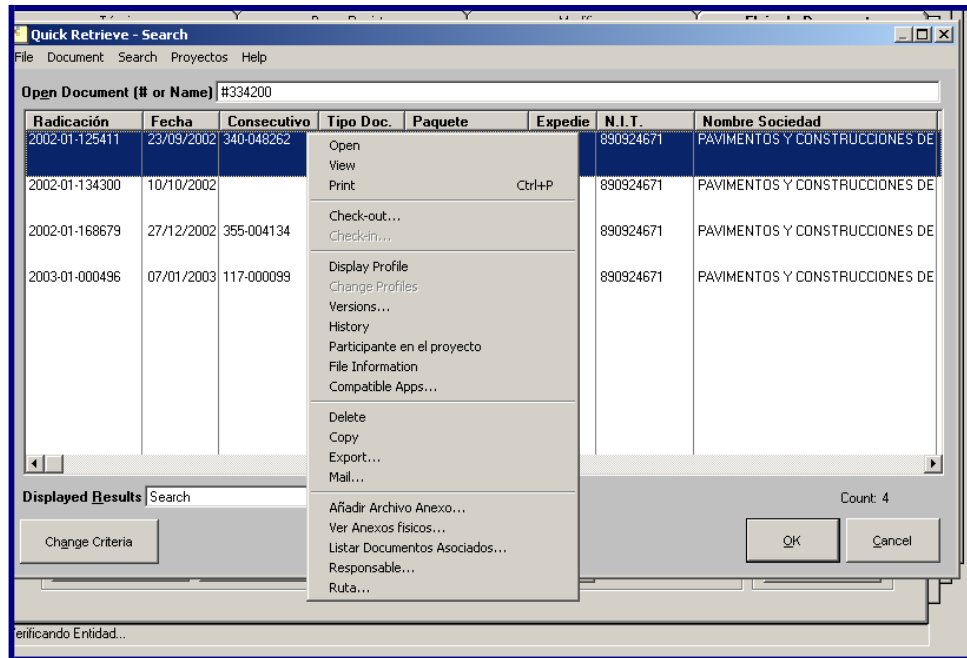 Quick Retrieve - Search
File Document Search Proyectos Help
Open Document (# or Name) #334200
Radicación Fecha Consecutivo Tipo Doc. Paquete Expedie N.I.T. Nombre Sociedad
2002-01-125411 23/09/2002 340-048262 890924671 PAVIMENTOS Y CONSTRUCCIONES DE
2002-01-134300 10/10/2002 890924671 PAVIMENTOS Y CONSTRUCCIONES DE
2002-01-168679 27/12/2002 355-004134 890924671 PAVIMENTOS Y CONSTRUCCIONES DE
2003-01-000496 07/01/2003 117-000099 890924671 PAVIMENTOS Y CONSTRUCCIONES DE
Open
View
Print Ctrl+P
Check-out...
Check-in...
Display Profile
Change Profiles
Versions...
History
Participante en el proyecto
File Information
Compatible Apps...
Delete
Copy
Export...
Mail...
Añadir Archivo Anexo...
Ver Anexos fisicos...
Listar Documentos Asociados...
Responsable...
Ruta...
Displayed Results Search
Count: 4
Change Criteria
OK
Cancel
erificando Entidad...